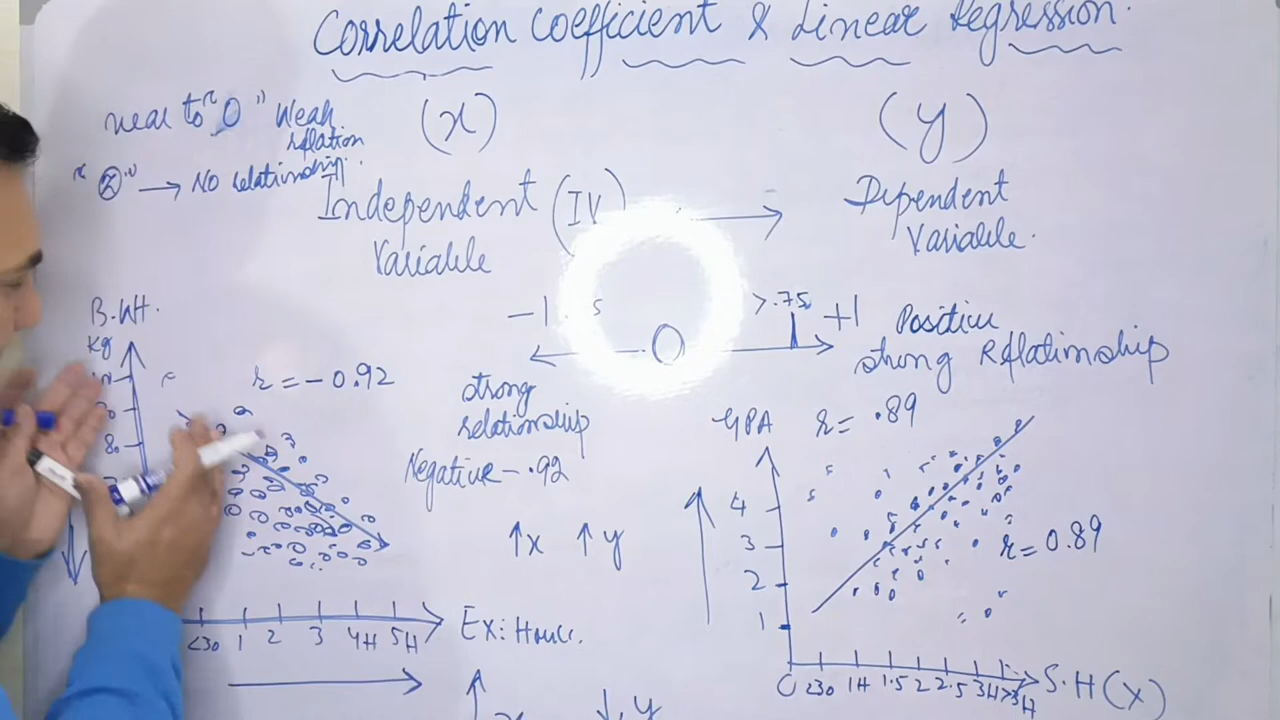 Correlation Coefficient & Linear Regression.
near to "0" Weak relation
"0" → No relationship.
(x)
(y)
Independent (IV) Variable
→
Dependent Variable.
-1
0
>.75
+1
Positive
strong Relationship
strong relationship
Negative -.92
B.Wt.
Kg
80
r = -0.92
<30 1 2 3 4H 5H
Ex: Hours.
↑x ↑y
x ↓y
GPA
r = .89
4
3
2
1
r = 0.89
0 <30 1H 1.5 2 2.5 3H >3H
S.H (X)